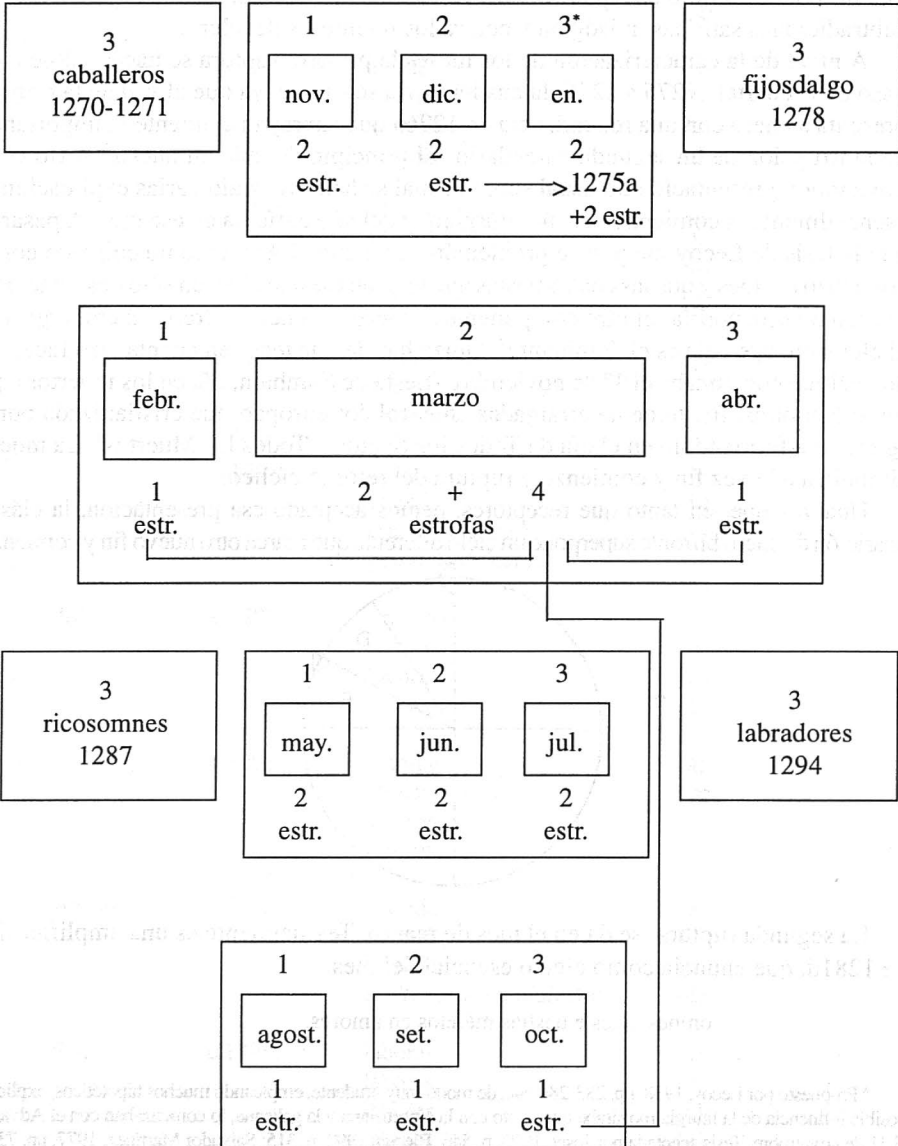 3
caballeros
1270-1271
1 2 3*
nov. dic. en.
2 2 2
estr. estr. >1275a
+2 estr.
3
fijosdalgo
1278
1 2 3
febr. marzo abr.
1 2 + 4 1
estr. estrofas estr.
3
ricosomnes
1287
1 2 3
may. jun. jul.
2 2 2
estr. estr. estr.
3
labradores
1294
1 2 3
agost. set. oct.
1 1 1
estr. estr. estr.